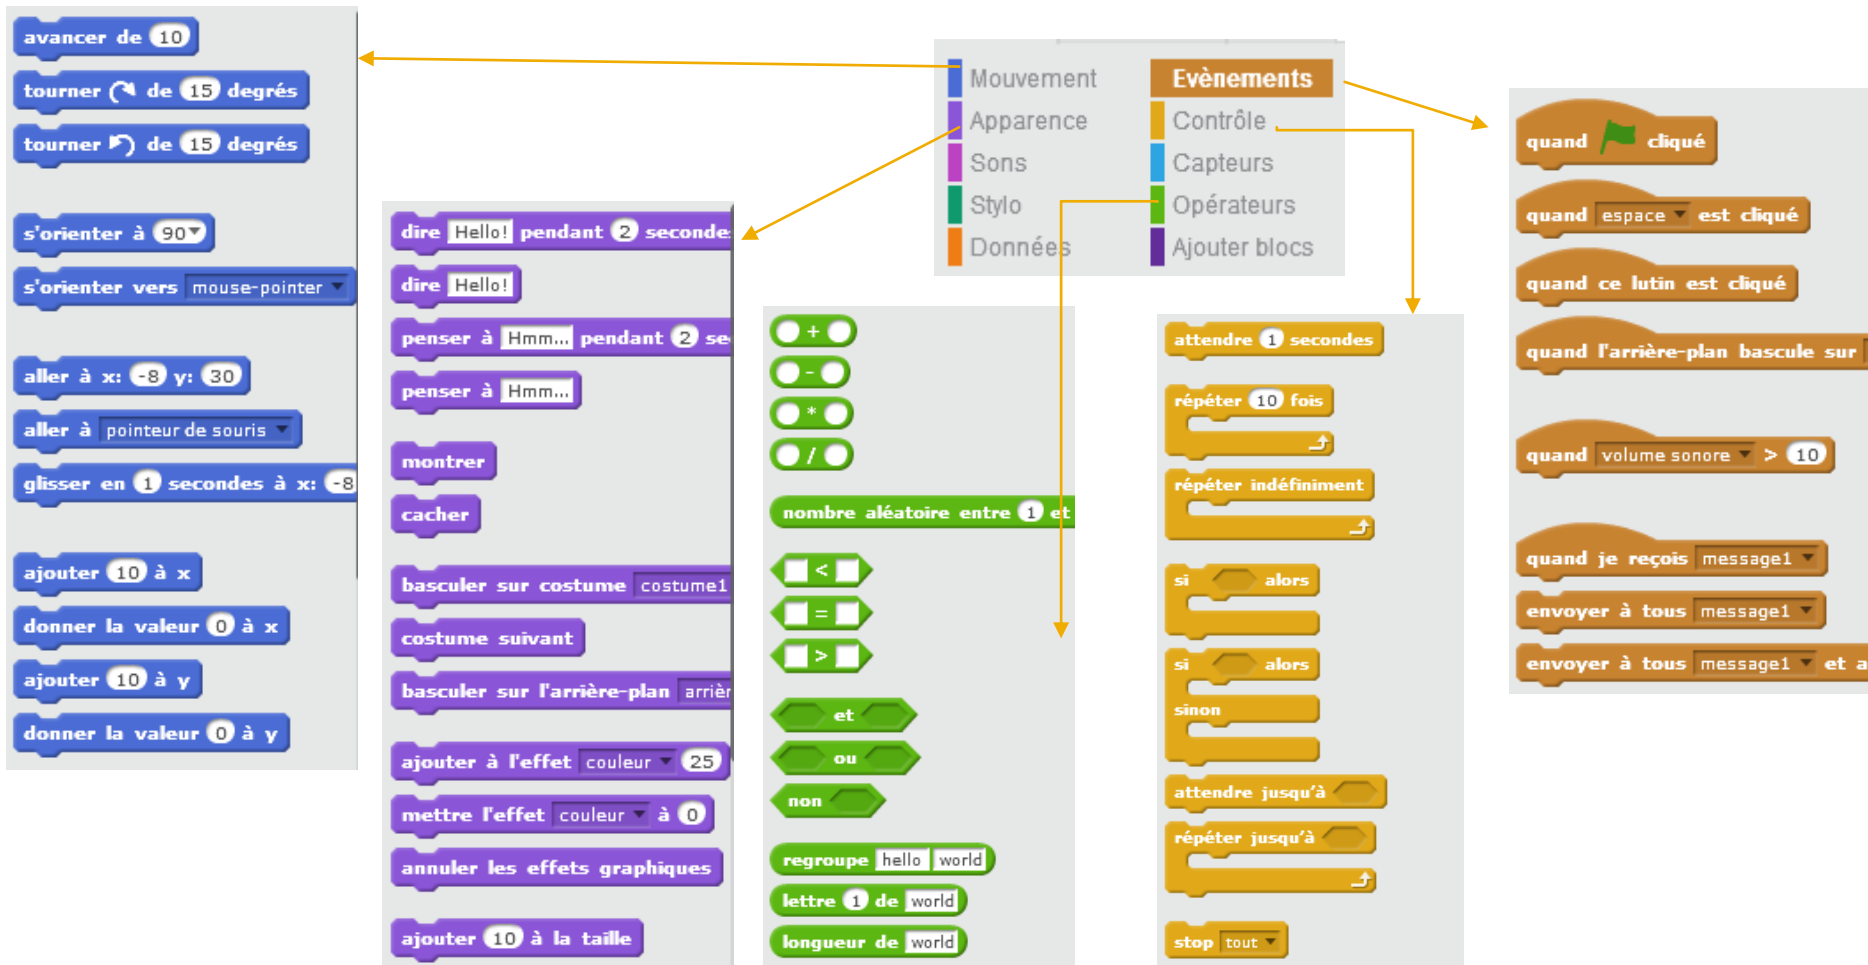 avancer de 10
tourner de 15 degrés
tourner de 15 degrés
s'orienter à 90
s'orienter vers mouse-pointer
aller à x: -8 y: 30
aller à pointeur de souris
glisser en 1 secondes à x: -8
ajouter 10 à x
donner la valeur 0 à x
ajouter 10 à y
donner la valeur 0 à y
dire Hello! pendant 2 seconde
dire Hello!
penser à Hmm... pendant 2 se
penser à Hmm...
montrer
cacher
basculer sur costume costume1
costume suivant
basculer sur l'arrière-plan arrièr
ajouter à l'effet couleur 25
mettre l'effet couleur à 0
annuler les effets graphiques
ajouter 10 à la taille
Mouvement
Apparence
Sons
Stylo
Données
Evènements
Contrôle
Capteurs
Opérateurs
Ajouter blocs
+
-
*
/
nombre aléatoire entre 1 et
<
=
>
et
ou
non
regroupe hello world
lettre 1 de world
longueur de world
attendre 1 secondes
répéter 10 fois
répéter indéfiniment
si alors
si alors
sinon
attendre jusqu'à
répéter jusqu'à
stop tout
quand cliqué
quand espace est cliqué
quand ce lutin est cliqué
quand l'arrière-plan bascule sur
quand volume sonore > 10
quand je reçois message1
envoyer à tous message1
envoyer à tous message1 et a